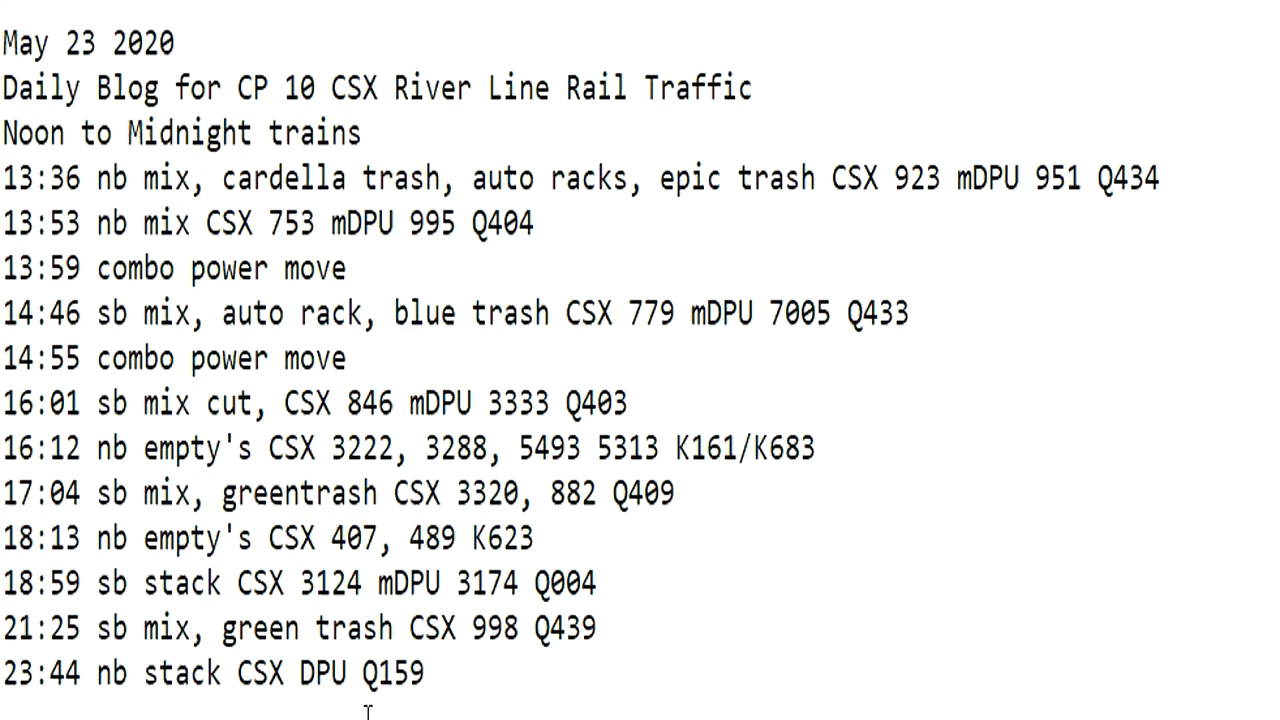 May 23 2020
Daily Blog for CP 10 CSX River Line Rail Traffic
Noon to Midnight trains
13:36 nb mix, cardella trash, auto racks, epic trash CSX 923 mDPU 951 Q434
13:53 nb mix CSX 753 mDPU 995 Q404
13:59 combo power move
14:46 sb mix, auto rack, blue trash CSX 779 mDPU 7005 Q433
14:55 combo power move
16:01 sb mix cut, CSX 846 mDPU 3333 Q403
16:12 nb empty's CSX 3222, 3288, 5493 5313 K161/K683
17:04 sb mix, greentrash CSX 3320, 882 Q409
18:13 nb empty's CSX 407, 489 K623
18:59 sb stack CSX 3124 mDPU 3174 Q004
21:25 sb mix, green trash CSX 998 Q439
23:44 nb stack CSX DPU Q159